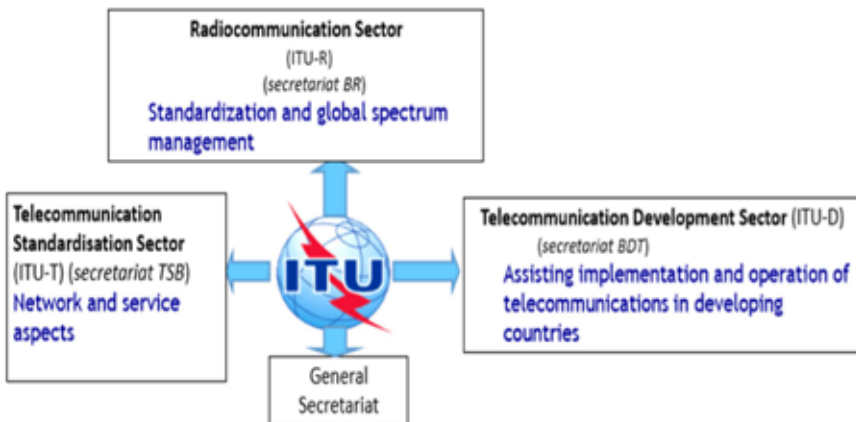 Radiocommunication Sector
(ITU-R)
(secretariat BR)
Standardization and global spectrum
management
Telecommunication
Standardisation Sector
(ITU-T) (secretariat TSB)
Network and service
aspects
ITU
Telecommunication Development Sector (ITU-D)
(secretariat BDT)
Assisting implementation and operation of
telecommunications in developing
countries
General
Secretariat